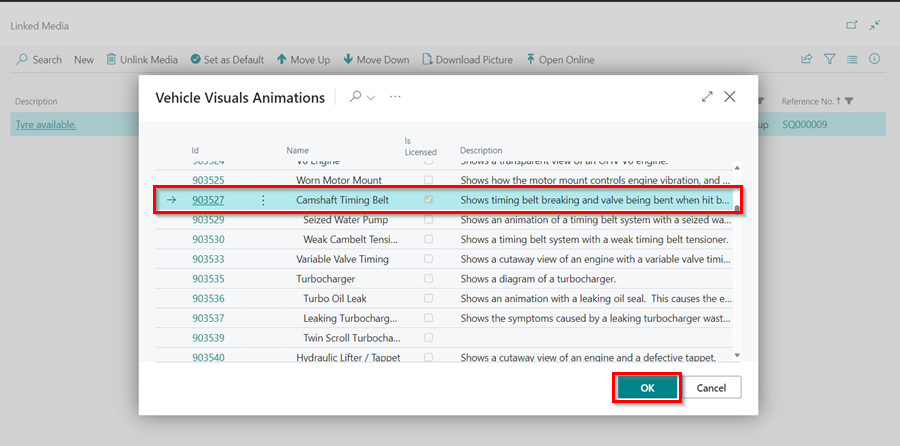 Linked Media
Search New Unlink Media Set as Default Move Up Move Down Download Picture Open Online
Description Reference No. ↑
Tyre available. up SQ000009
Vehicle Visuals Animations
Id Name Is Licensed Description
903524 V6 Engine Shows a transparent view of an OHV V6 engine.
903525 Worn Motor Mount Shows how the motor mount controls engine vibration, and ...
903527 Camshaft Timing Belt Shows timing belt breaking and valve being bent when hit b...
903529 Seized Water Pump Shows an animation of a timing belt system with a seized wa...
903530 Weak Cambelt Tensi... Shows a timing belt system with a weak timing belt tensioner.
903533 Variable Valve Timing Shows a cutaway view of an engine with a variable valve timi...
903535 Turbocharger Shows a diagram of a turbocharger.
903536 Turbo Oil Leak Shows an animation with a leaking oil seal. This causes the e...
903537 Leaking Turbocharg... Shows the symptoms caused by a leaking turbocharger wast...
903539 Twin Scroll Turbocha...
903540 Hydraulic Lifter / Tappet Shows a cutaway view of an engine and a defective tappet.
OK Cancel